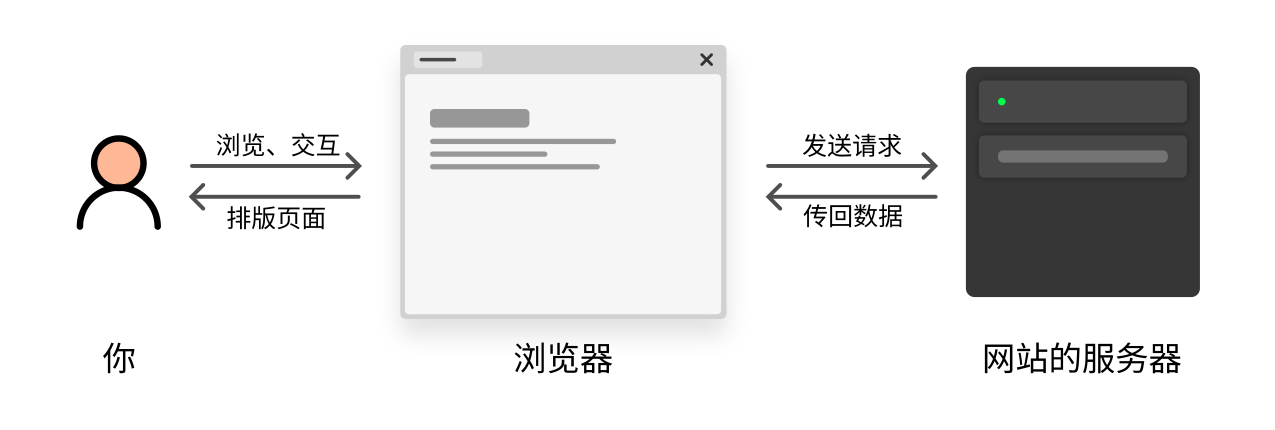 浏览、交互
排版页面
发送请求
传回数据
你
浏览器
网站的服务器